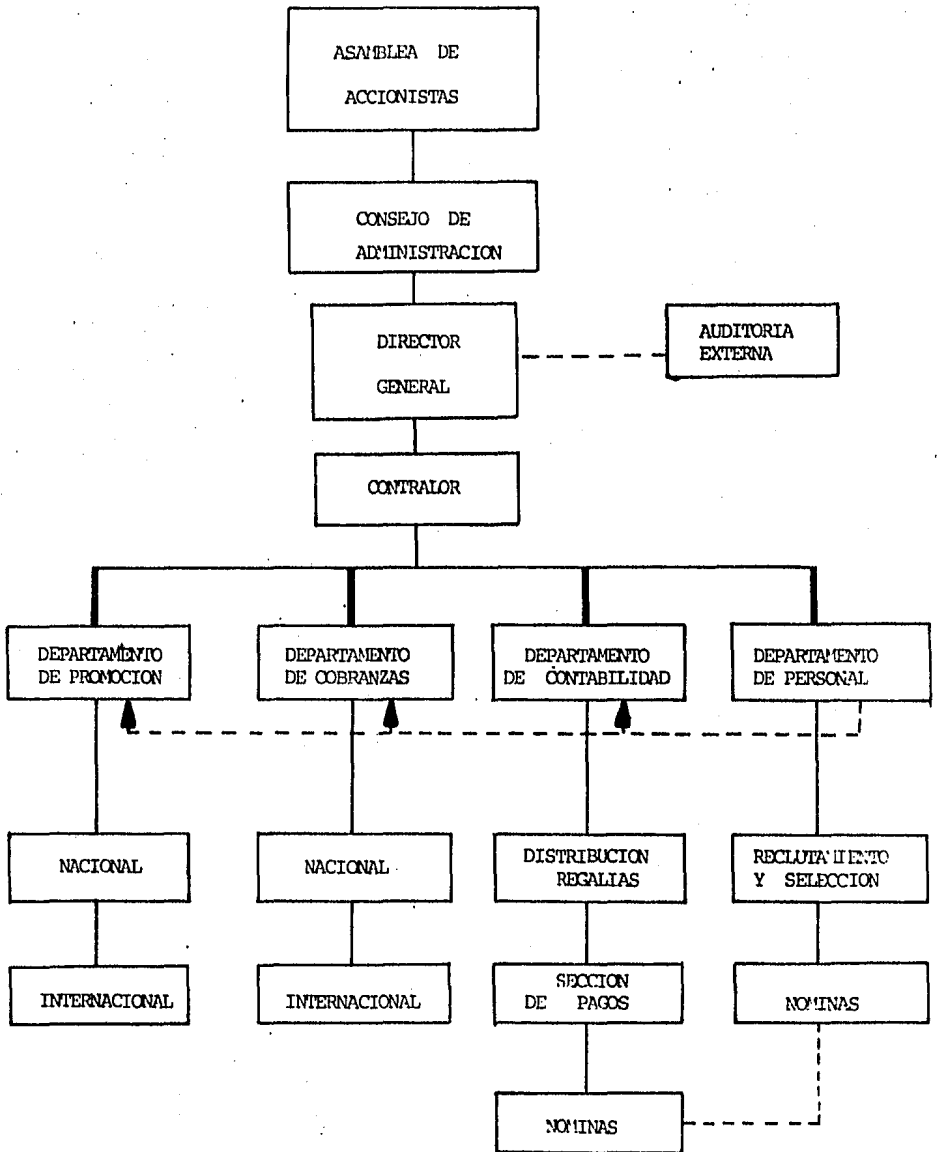 ASAMBLEA DE
ACCIONISTAS
CONSEJO DE
ADMINISTRACION
DIRECTOR
GENERAL
AUDITORIA
EXTERNA
CONTRALOR
DEPARTAMENTO
DE PROMOCION
DEPARTAMENTO
DE COBRANZAS
DEPARTAMENTO
DE CONTABILIDAD
DEPARTAMENTO
DE PERSONAL
NACIONAL
NACIONAL
DISTRIBUCION
REGALIAS
RECLUTAMIENTO
Y SELECCION
INTERNACIONAL
INTERNACIONAL
SECCION
DE PAGOS
NOMINAS
NOMINAS